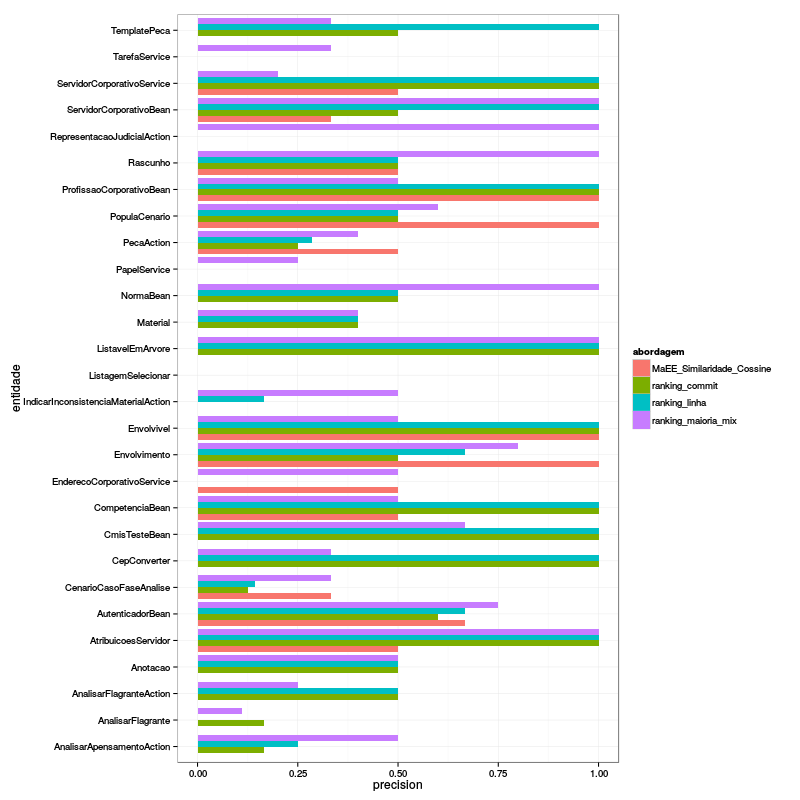 TemplatePeca
TarefaService
ServidorCorporativoService
ServidorCorporativoBean
RepresentacaoJudicialAction
Rascunho
ProfissaoCorporativoBean
PopulaCenario
PecaAction
PapelService
NormaBean
Material
ListavelEmArvore
ListagemSelecionar
IndicarInconsistenciaMaterialAction
Envolvivel
Envolvimento
EnderecoCorporativoService
CompetenciaBean
CmisTesteBean
CepConverter
CenarioCasoFaseAnalise
AutenticadorBean
AtribuicoesServidor
Anotacao
AnalisarFlagranteAction
AnalisarFlagrante
AnalisarApensamentoAction
entidade
0.00 0.25 0.50 0.75 1.00
precision
abordagem
MaEE_Similaridade_Cossine
ranking_commit
ranking_linha
ranking_maioria_mix